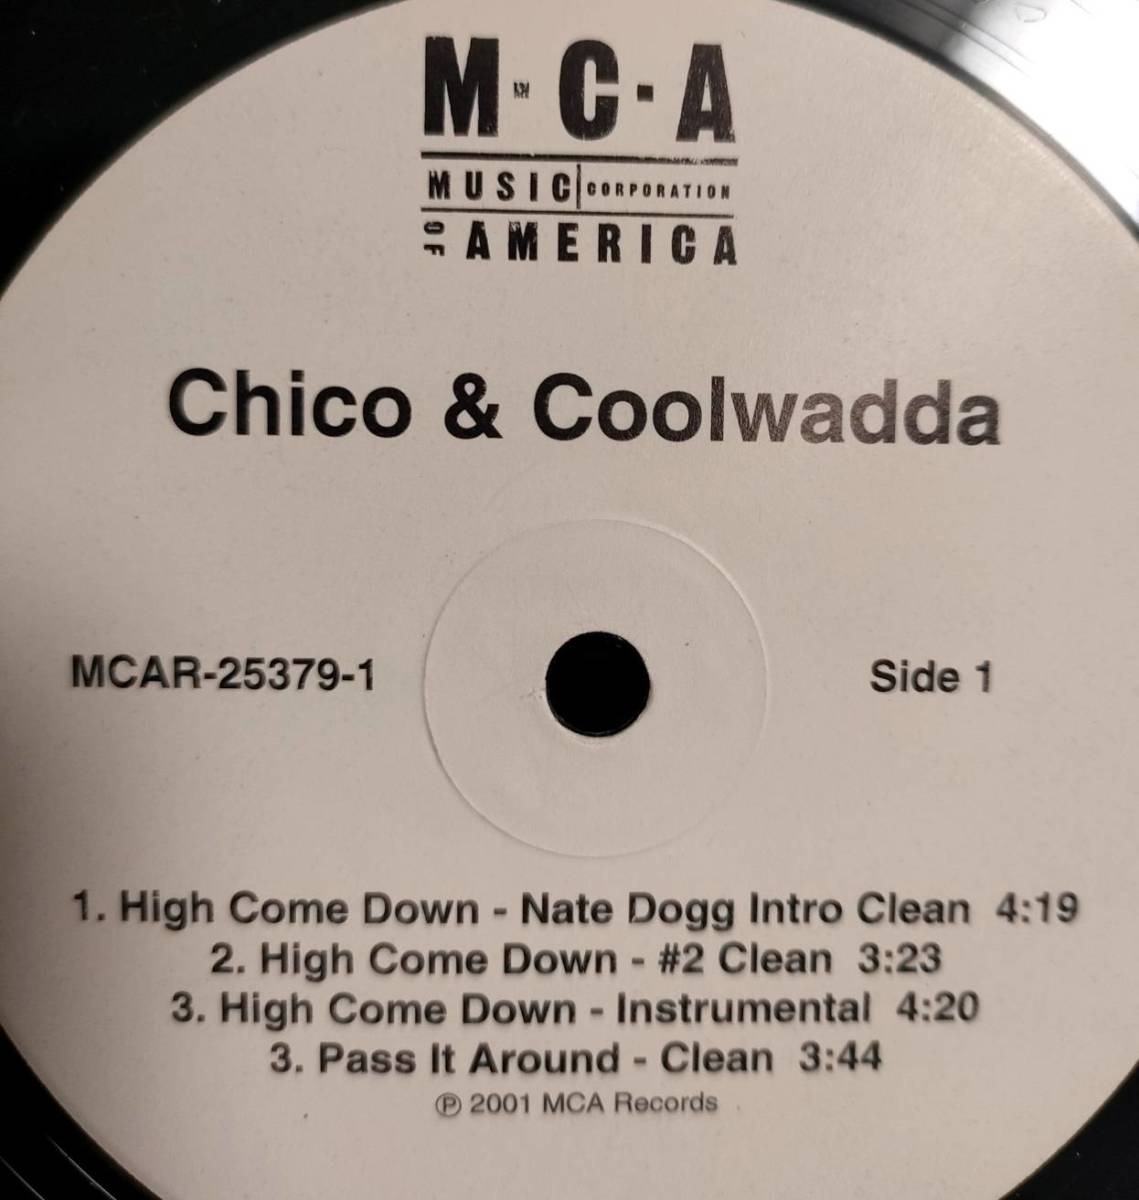 M·C·A
MUSIC CORPORATION
OF AMERICA
Chico & Coolwadda
MCAR-25379-1
Side 1
1. High Come Down - Nate Dogg Intro Clean 4:19
2. High Come Down - #2 Clean 3:23
3. High Come Down - Instrumental 4:20
3. Pass It Around - Clean 3:44
℗ 2001 MCA Records